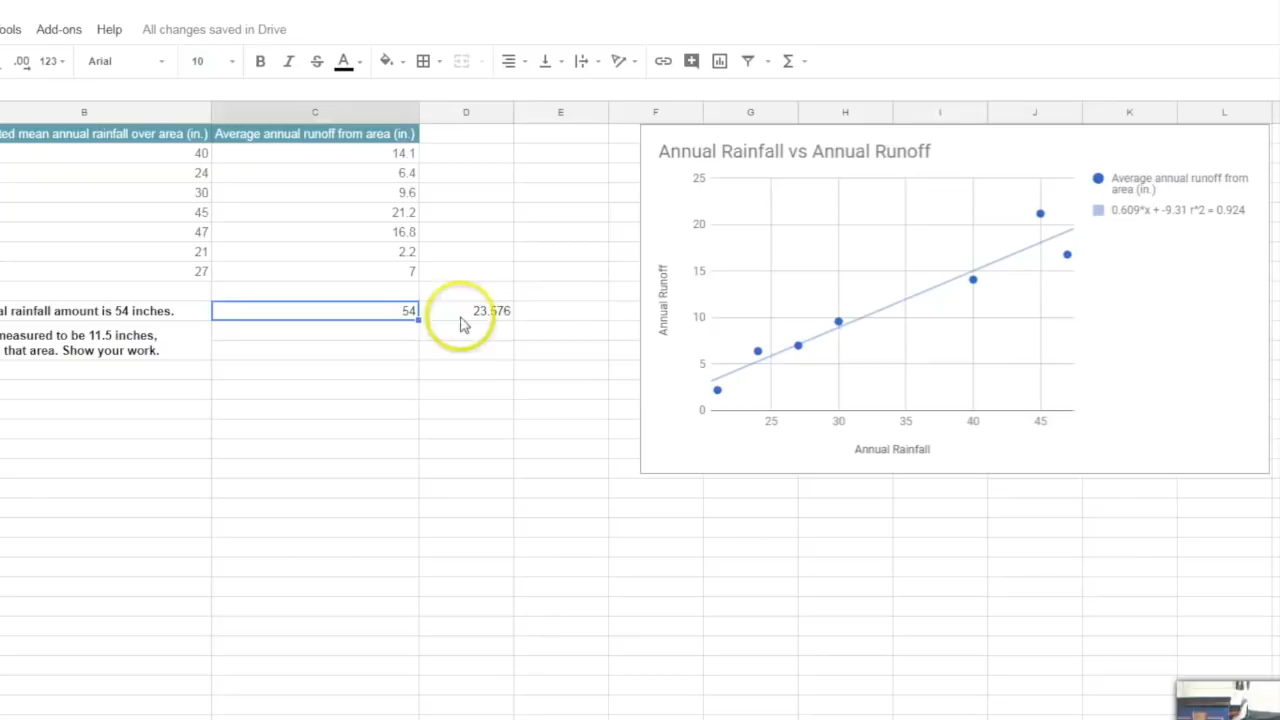 ools Add-ons Help All changes saved in Drive
.00 123 Arial 10 B I S A Σ
B C D E F G H I J K L
ted mean annual rainfall over area (in.) Average annual runoff from area (in.)
40 14.1
24 6.4
30 9.6
45 21.2
47 16.8
21 2.2
27 7
al rainfall amount is 54 inches. 54 23.576
measured to be 11.5 inches,
that area. Show your work.
Annual Rainfall vs Annual Runoff
25
20
15
10
5
0
Annual Runoff
25 30 35 40 45
Annual Rainfall
Average annual runoff from
area (in.)
0.609*x + -9.31 r^2 = 0.924